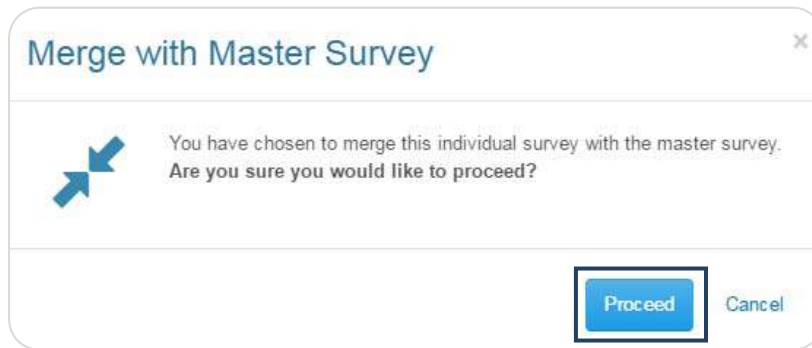 Merge with Master Survey
×
You have chosen to merge this individual survey with the master survey.
Are you sure you would like to proceed?
Proceed Cancel